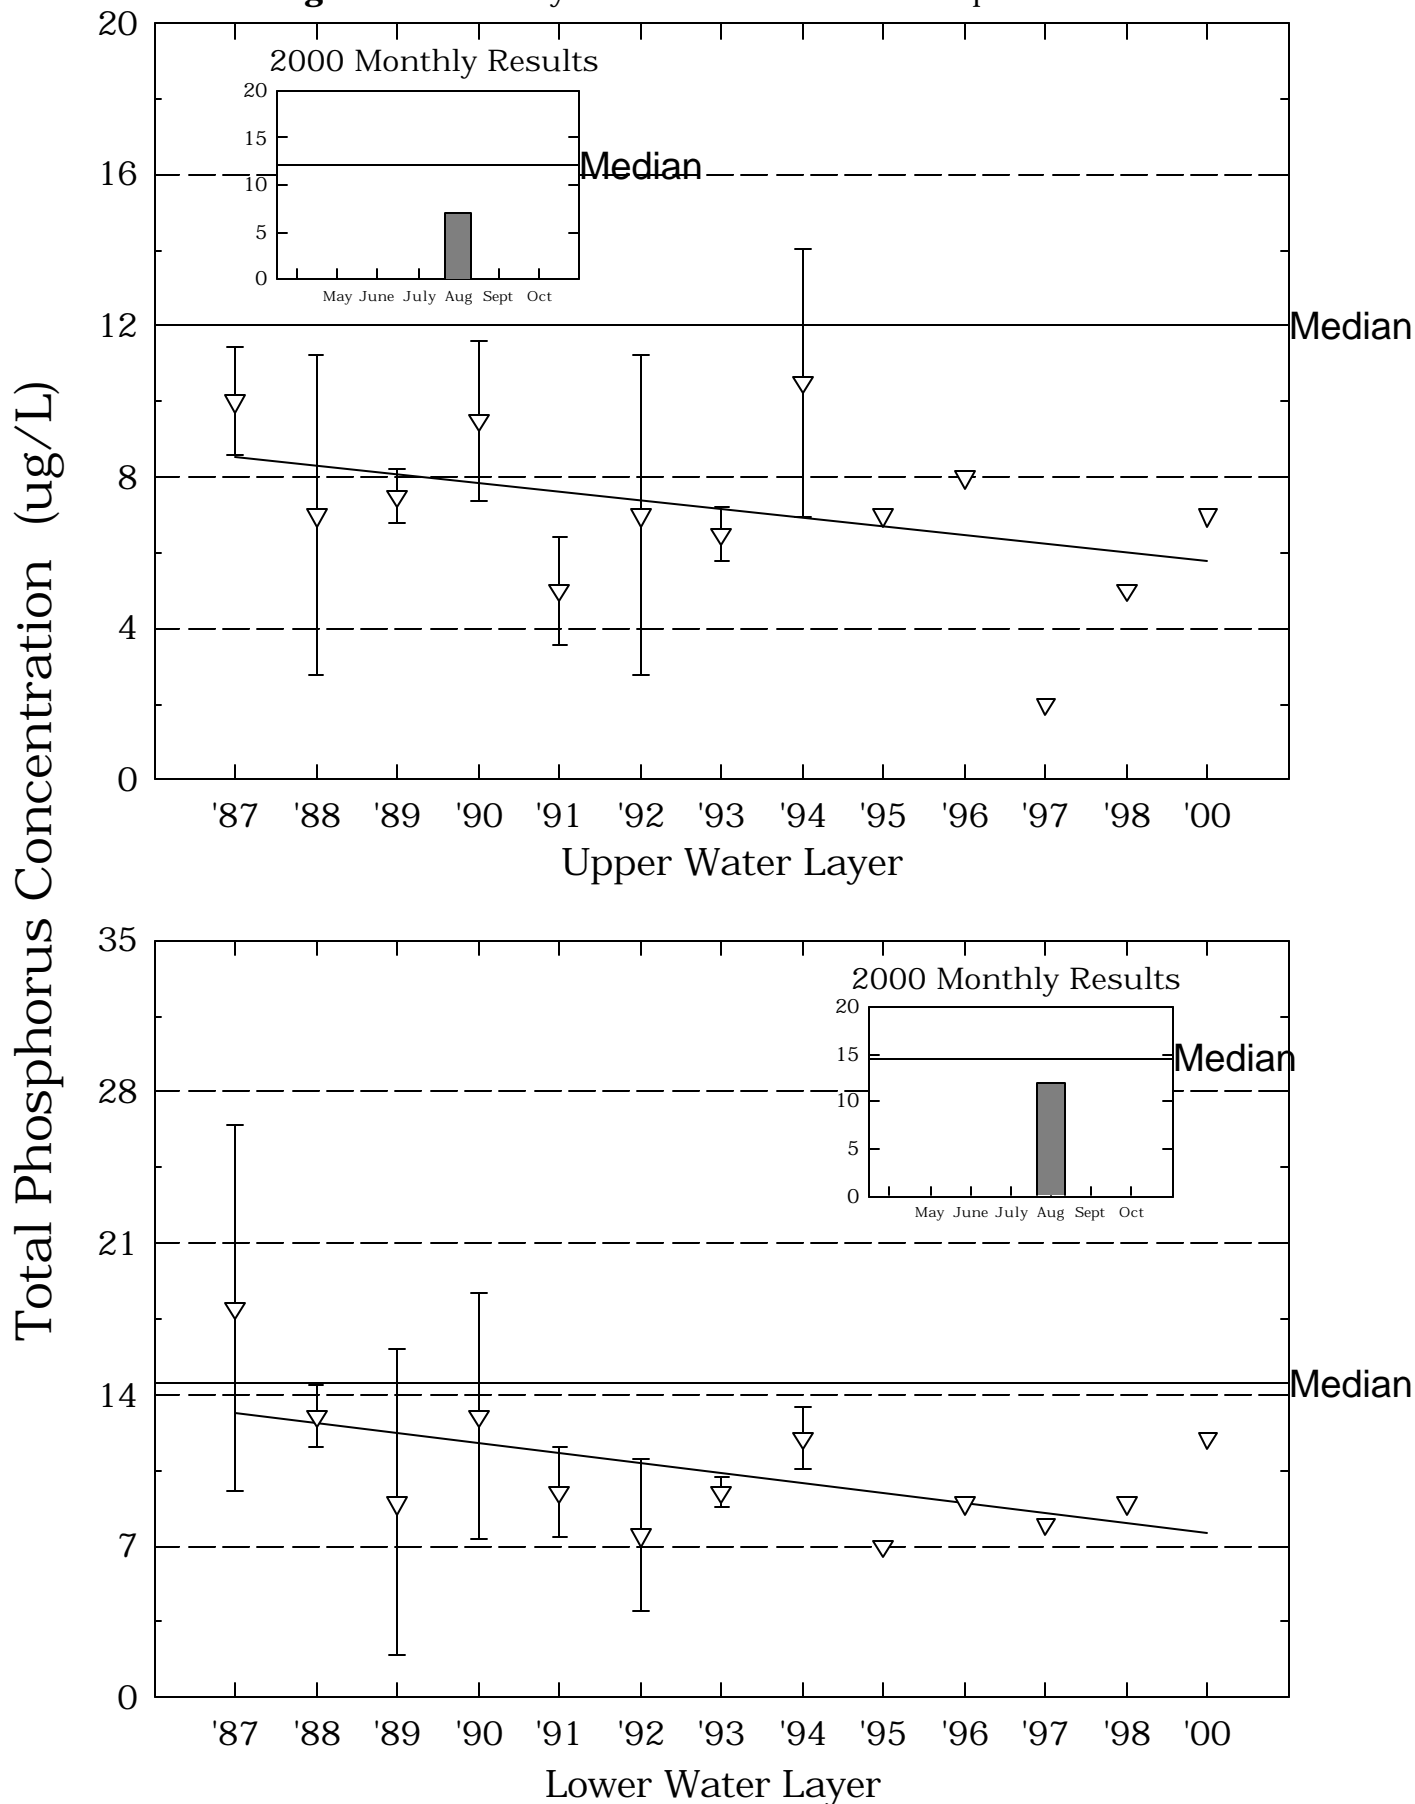 20
2000 Monthly Results
20
15
Median
16
10
5
0
May June July Aug Sept Oct
12
Median
8
4
0
'87 '88 '89 '90 '91 '92 '93 '94 '95 '96 '97 '98 '00
Upper Water Layer
Total Phosphorus Concentration (ug/L)
35
2000 Monthly Results
20
15
Median
28
10
5
0
May June July Aug Sept Oct
21
14
Median
7
0
'87 '88 '89 '90 '91 '92 '93 '94 '95 '96 '97 '98 '00
Lower Water Layer